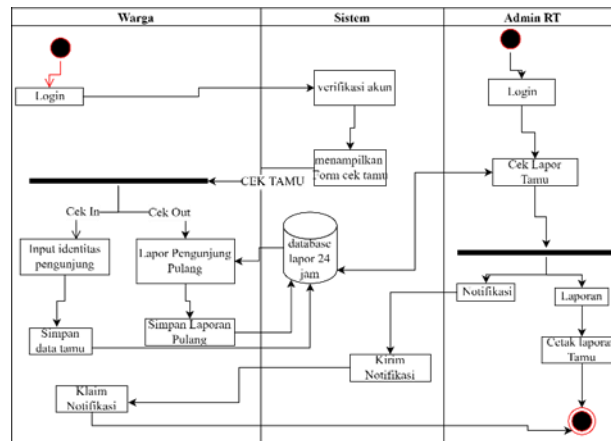 Warga
Sistem
Admin RT
Login
verifikasi akun
Login
menampilkan
Form cek tamu
CEK TAMU
Cek Lapor
Tamu
Cek In
Cek Out
Input identitas
pengunjung
Lapor Pengunjung
Pulang
database
lapor 24
jam
Notifikasi
Laporan
Simpan
data tamu
Simpan Laporan
Pulang
Cetak laporan
Tamu
Kirim
Notifikasi
Klaim
Notifikasi